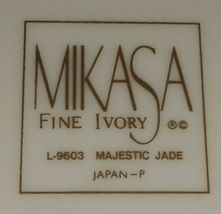 MIKASA
FINE IVORY ®©
L-9603 MAJESTIC JADE
JAPAN-P